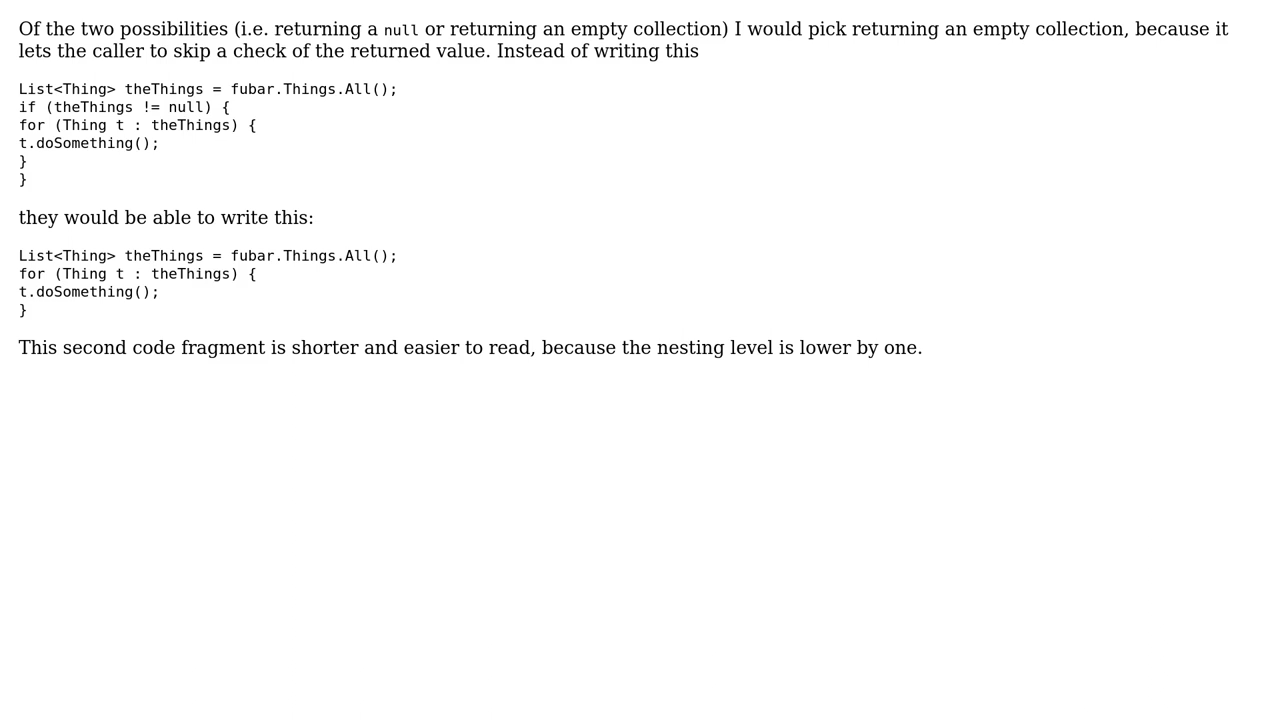 Of the two possibilities (i.e. returning a null or returning an empty collection) I would pick returning an empty collection, because it
lets the caller to skip a check of the returned value. Instead of writing this
List<Thing> theThings = fubar.Things.All();
if (theThings != null) {
for (Thing t : theThings) {
t.doSomething();
}
}
they would be able to write this:
List<Thing> theThings = fubar.Things.All();
for (Thing t : theThings) {
t.doSomething();
}
This second code fragment is shorter and easier to read, because the nesting level is lower by one.